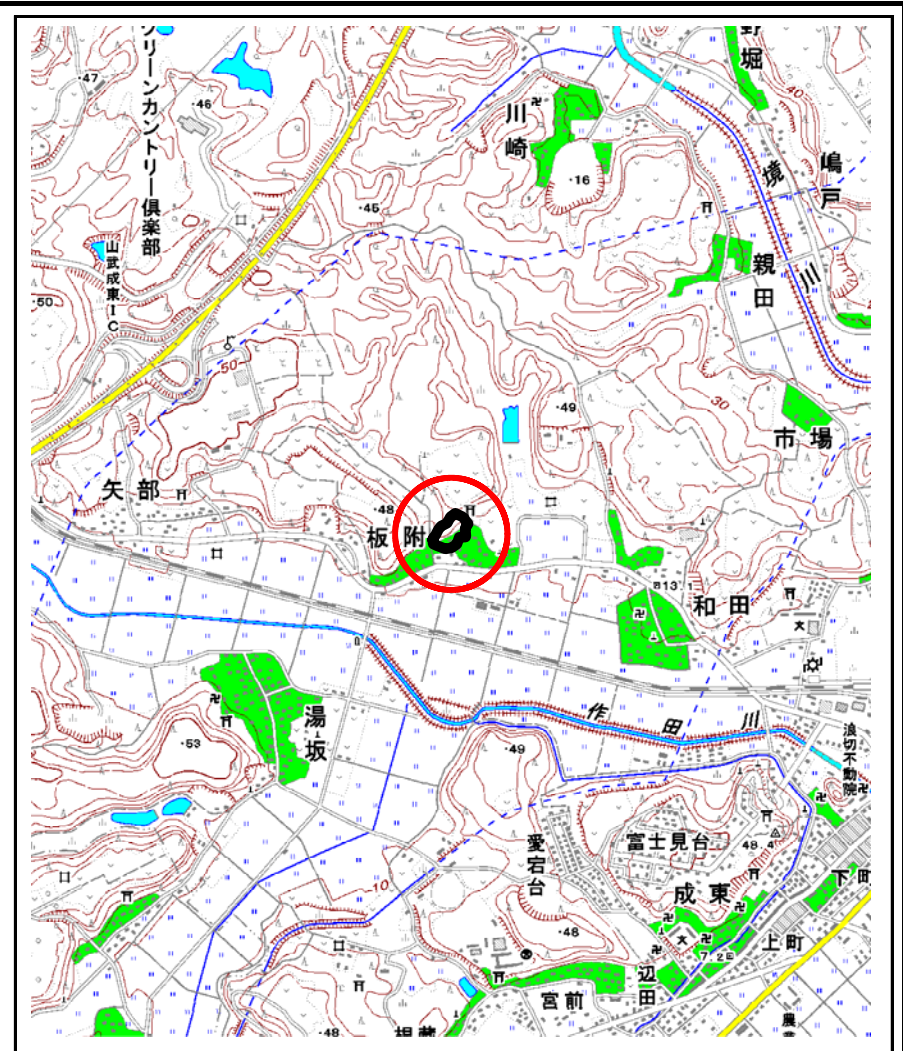 グリーンカントリー倶楽部
野堀
川崎
境川
嶋戸
親田
山武成東IC
市場
矢部
板附
和田
湯坂
作田川
浪切不動院
愛宕台
富士見台
成東
下町
上町
辺田
宮前
47
46
45
40
16
50
50
49
30
48
13.1
53
49
48.4
10
48
7.2
48